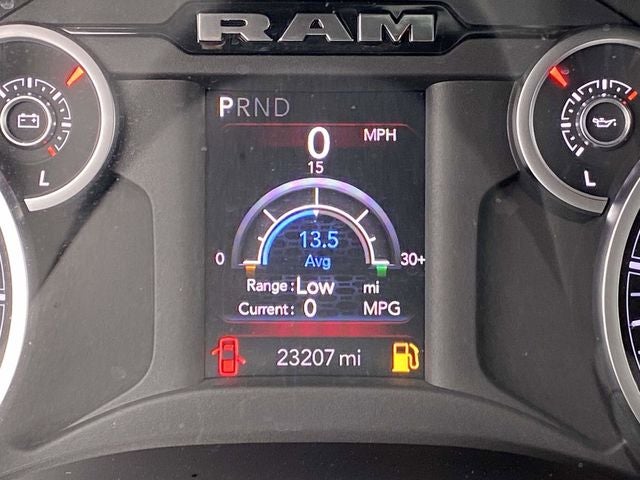 RAM
PRND
0 MPH
15
13.5
0 30+
Avg
Range: Low mi
Current: 0 MPG
23207 mi
L L